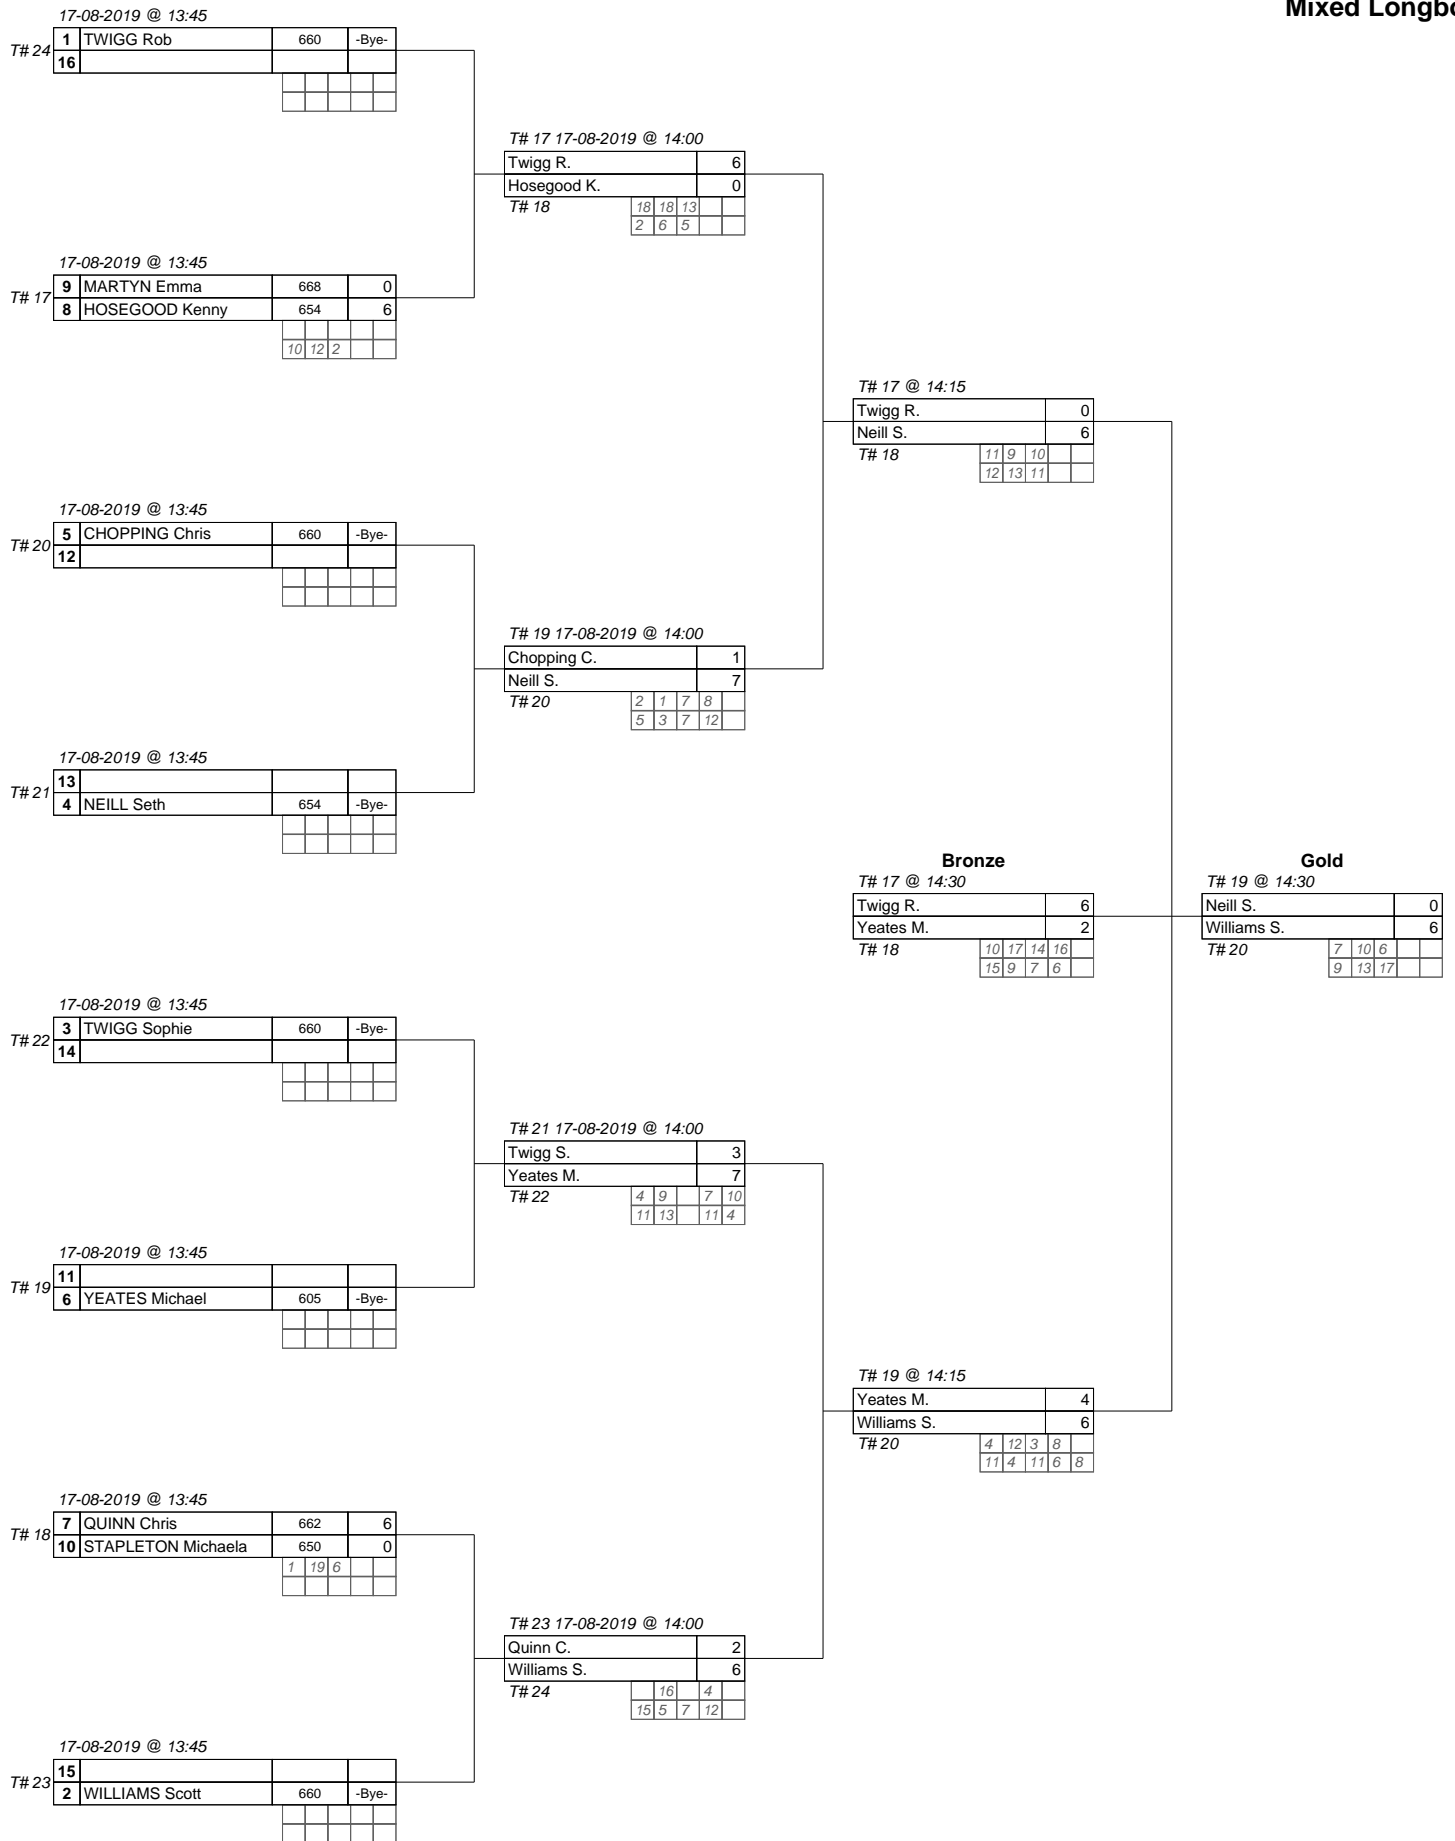 Mixed Longbo
17-08-2019 @ 13:45
T# 24
1 TWIGG Rob 660 -Bye-
16
T# 17 17-08-2019 @ 14:00
Twigg R. 6
Hosegood K. 0
T# 18 18 18 13
2 6 5
17-08-2019 @ 13:45
T# 17
9 MARTYN Emma 668 0
8 HOSEGOOD Kenny 654 6
10 12 2
T# 17 @ 14:15
Twigg R. 0
Neill S. 6
T# 18 11 9 10
12 13 11
17-08-2019 @ 13:45
T# 20
5 CHOPPING Chris 660 -Bye-
12
T# 19 17-08-2019 @ 14:00
Chopping C. 1
Neill S. 7
T# 20 2 1 7 8
5 3 7 12
17-08-2019 @ 13:45
T# 21
13
4 NEILL Seth 654 -Bye-
Bronze
T# 17 @ 14:30
Twigg R. 6
Yeates M. 2
T# 18 10 17 14 16
15 9 7 6
Gold
T# 19 @ 14:30
Neill S. 0
Williams S. 6
T# 20 7 10 6
9 13 17
17-08-2019 @ 13:45
T# 22
3 TWIGG Sophie 660 -Bye-
14
T# 21 17-08-2019 @ 14:00
Twigg S. 3
Yeates M. 7
T# 22 4 9 7 10
11 13 11 4
17-08-2019 @ 13:45
T# 19
11
6 YEATES Michael 605 -Bye-
T# 19 @ 14:15
Yeates M. 4
Williams S. 6
T# 20 4 12 3 8
11 4 11 6 8
17-08-2019 @ 13:45
T# 18
7 QUINN Chris 662 6
10 STAPLETON Michaela 650 0
1 19 6
T# 23 17-08-2019 @ 14:00
Quinn C. 2
Williams S. 6
T# 24 16 4
15 5 7 12
17-08-2019 @ 13:45
T# 23
15
2 WILLIAMS Scott 660 -Bye-